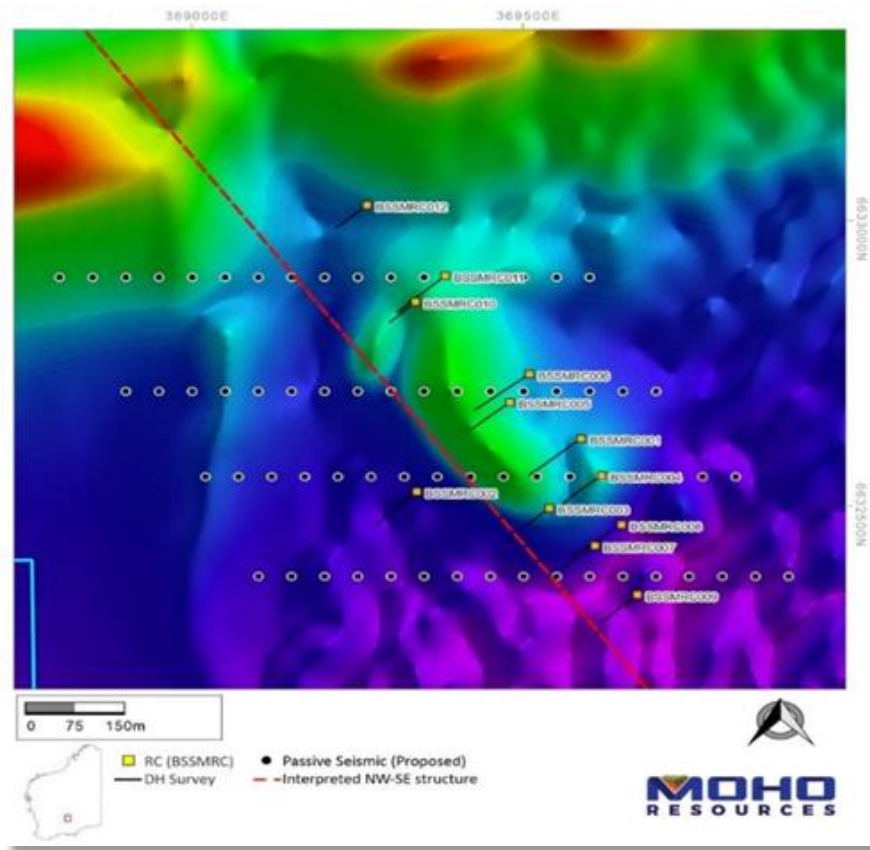 369000E 369500E
BSSMRC012
6633000N
BSSMRC011
BSSMRC010
BSSMRC006
BSSMRC005
BSSMRC001
BSSMRC004
BSSMRC002
BSSMRC003
6632500N
BSSMRC008
BSSMRC007
BSSMRC009
0 75 150m
RC (BSSMRC)
Passive Seismic (Proposed)
DH Survey
Interpreted NW-SE structure
MOHO
RESOURCES